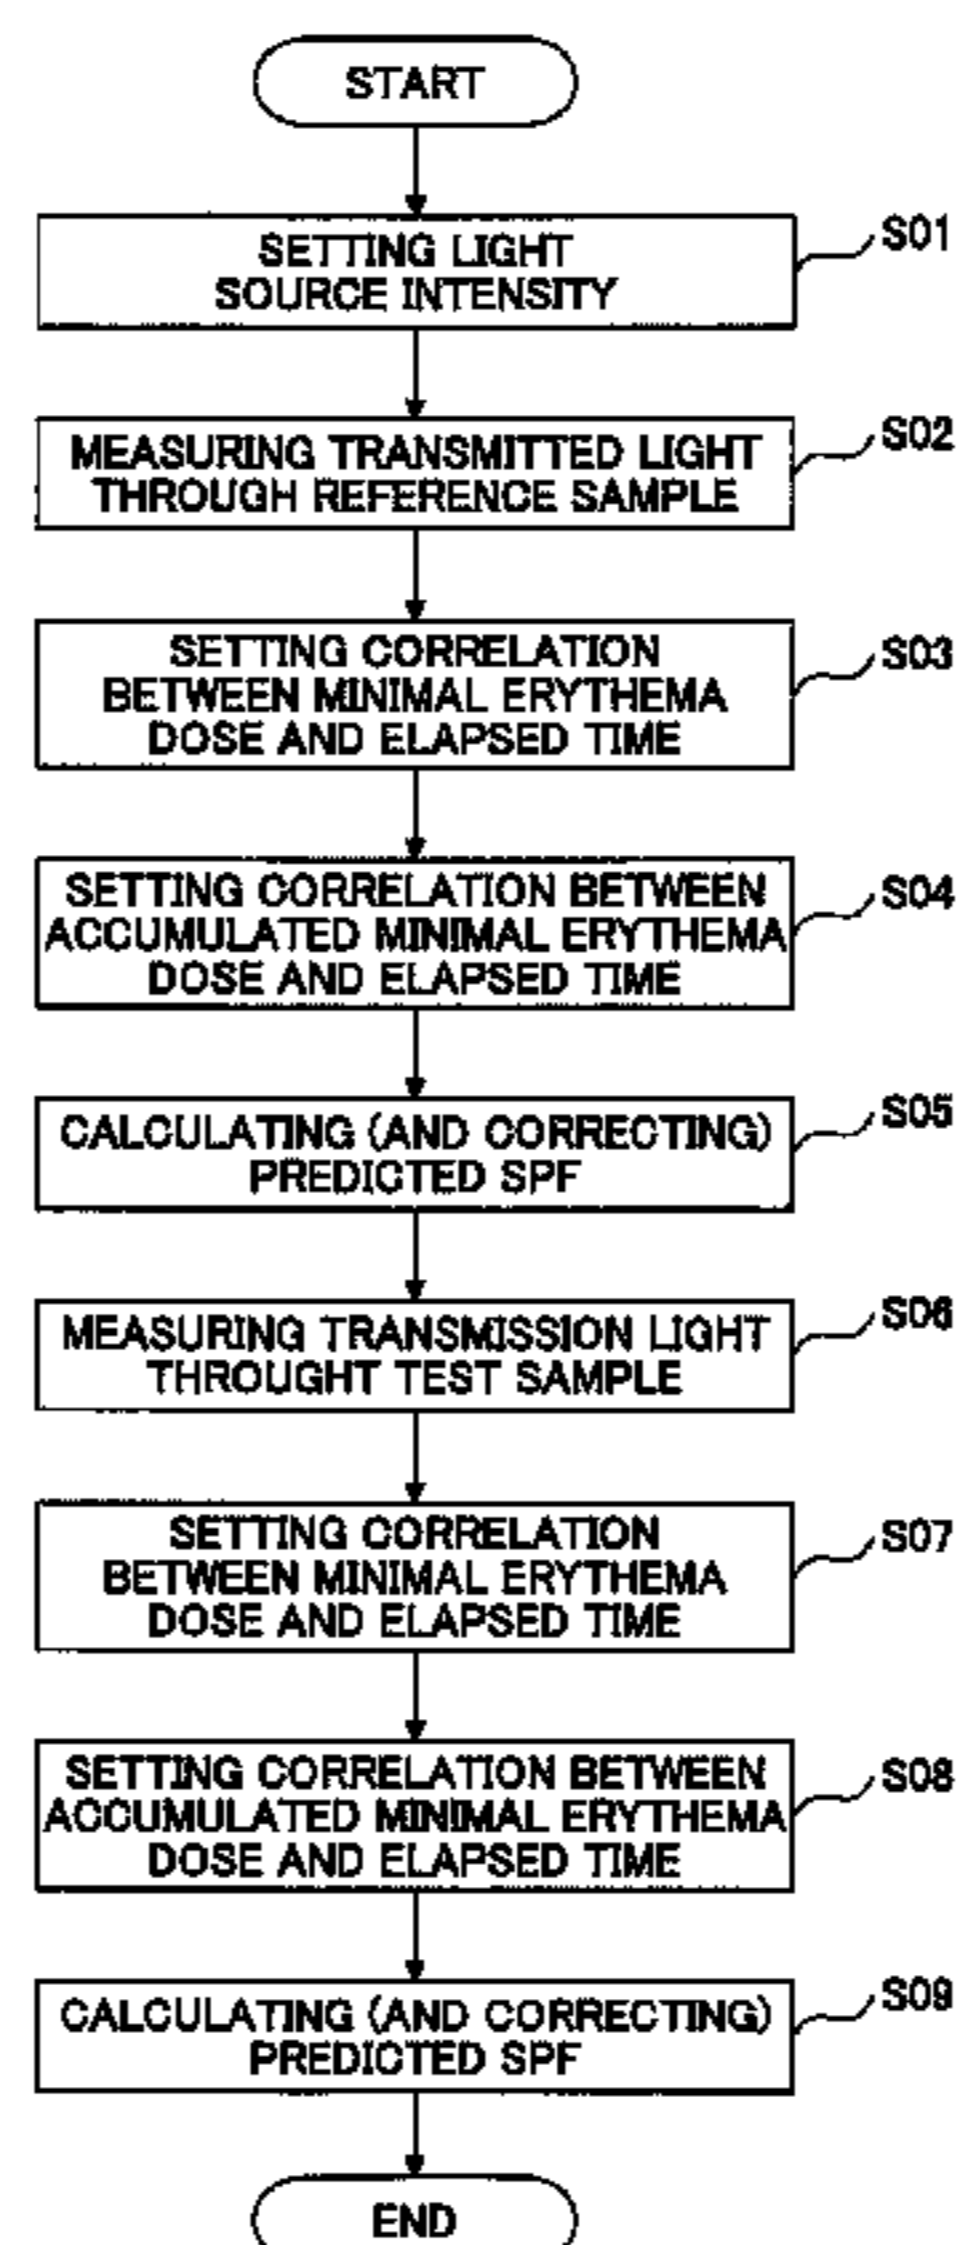 START
SETTING LIGHT
SOURCE INTENSITY
S01
MEASURING TRANSMITTED LIGHT
THROUGH REFERENCE SAMPLE
S02
SETTING CORRELATION
BETWEEN MINIMAL ERYTHEMA
DOSE AND ELAPSED TIME
S03
SETTING CORRELATION BETWEEN
ACCUMULATED MINIMAL ERYTHEMA
DOSE AND ELAPSED TIME
S04
CALCULATING (AND CORRECTING)
PREDICTED SPF
S05
MEASURING TRANSMISSION LIGHT
THROUGHT TEST SAMPLE
S06
SETTING CORRELATION
BETWEEN MINIMAL ERYTHEMA
DOSE AND ELAPSED TIME
S07
SETTING CORRELATION BETWEEN
ACCUMULATED MINIMAL ERYTHEMA
DOSE AND ELAPSED TIME
S08
CALCULATING (AND CORRECTING)
PREDICTED SPF
S09
END